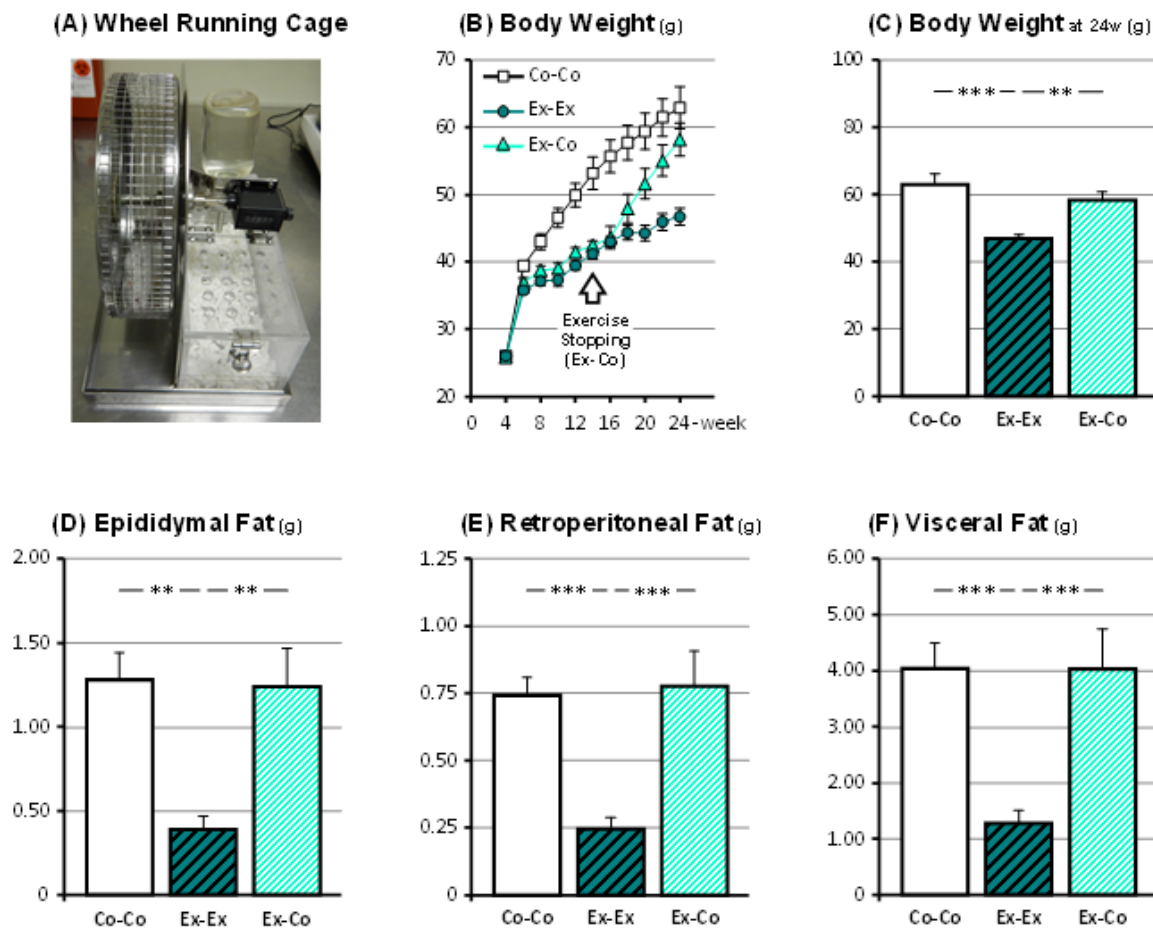 (A) Wheel Running Cage
(B) Body Weight (g)
70
60
50
40
30
20
Co-Co
Ex-Ex
Ex-Co
Exercise
Stopping
(Ex-Co)
0 4 8 12 16 20 24-week
(C) Body Weight at 24w (g)
100
80
60
40
20
0
*** **
Co-Co Ex-Ex Ex-Co
(D) Epididymal Fat (g)
2.00
1.50
1.00
0.50
0
** **
Co-Co Ex-Ex Ex-Co
(E) Retroperitoneal Fat (g)
1.25
1.00
0.75
0.50
0.25
0
*** ***
Co-Co Ex-Ex Ex-Co
(F) Visceral Fat (g)
6.00
5.00
4.00
3.00
2.00
1.00
0
*** ***
Co-Co Ex-Ex Ex-Co